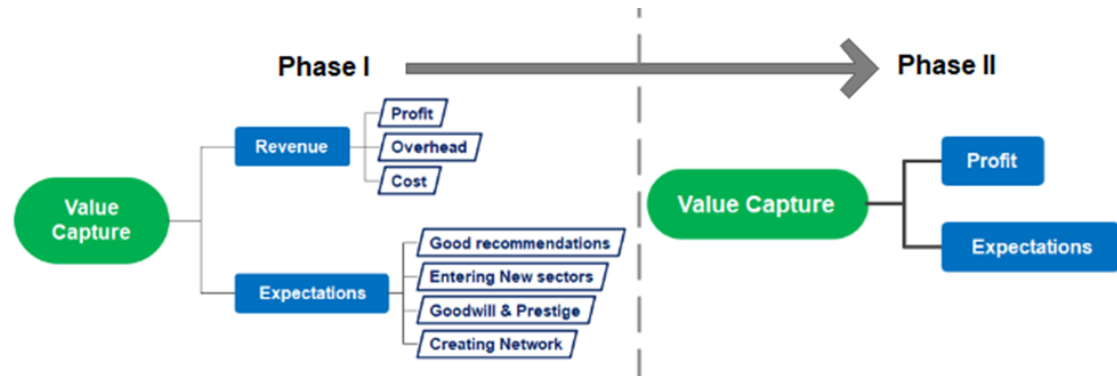 Phase I
Phase II
Profit
Revenue
Overhead
Cost
Value
Capture
Good recommendations
Entering New sectors
Expectations
Goodwill & Prestige
Creating Network
Value Capture
Profit
Expectations